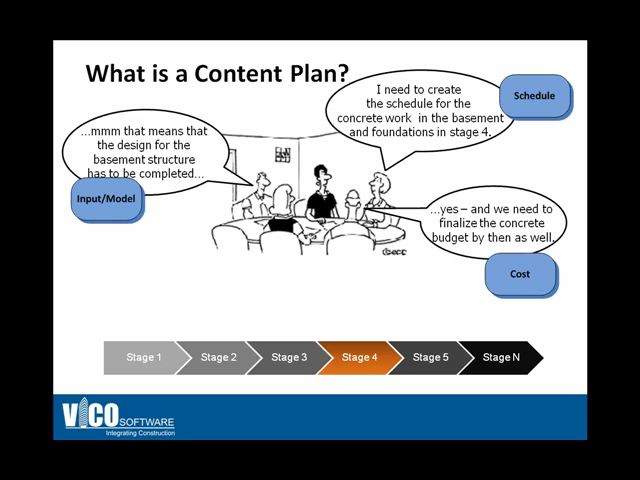 What is a Content Plan?
I need to create
the schedule for the
concrete work in the basement
and foundations in stage 4.
Schedule
...mmm that means that
the design for the
basement structure
has to be completed...
Input/Model
...yes – and we need to
finalize the concrete
budget by then as well.
Cost
Stage 1
Stage 2
Stage 3
Stage 4
Stage 5
Stage N
VICO SOFTWARE
Integrating Construction